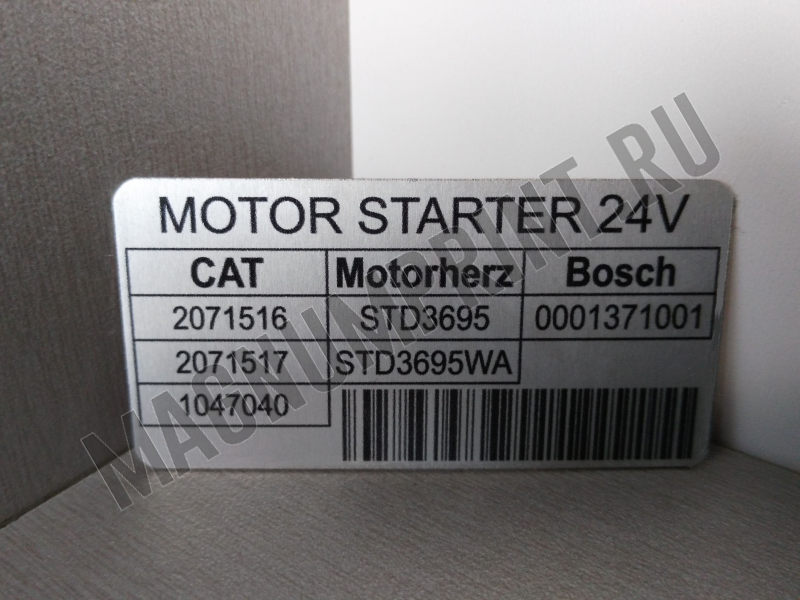 MOTOR STARTER 24V
CAT Motorherz Bosch
2071516 STD3695 0001371001
2071517 STD3695WA
1047040
MAGNUMPRINT.RU